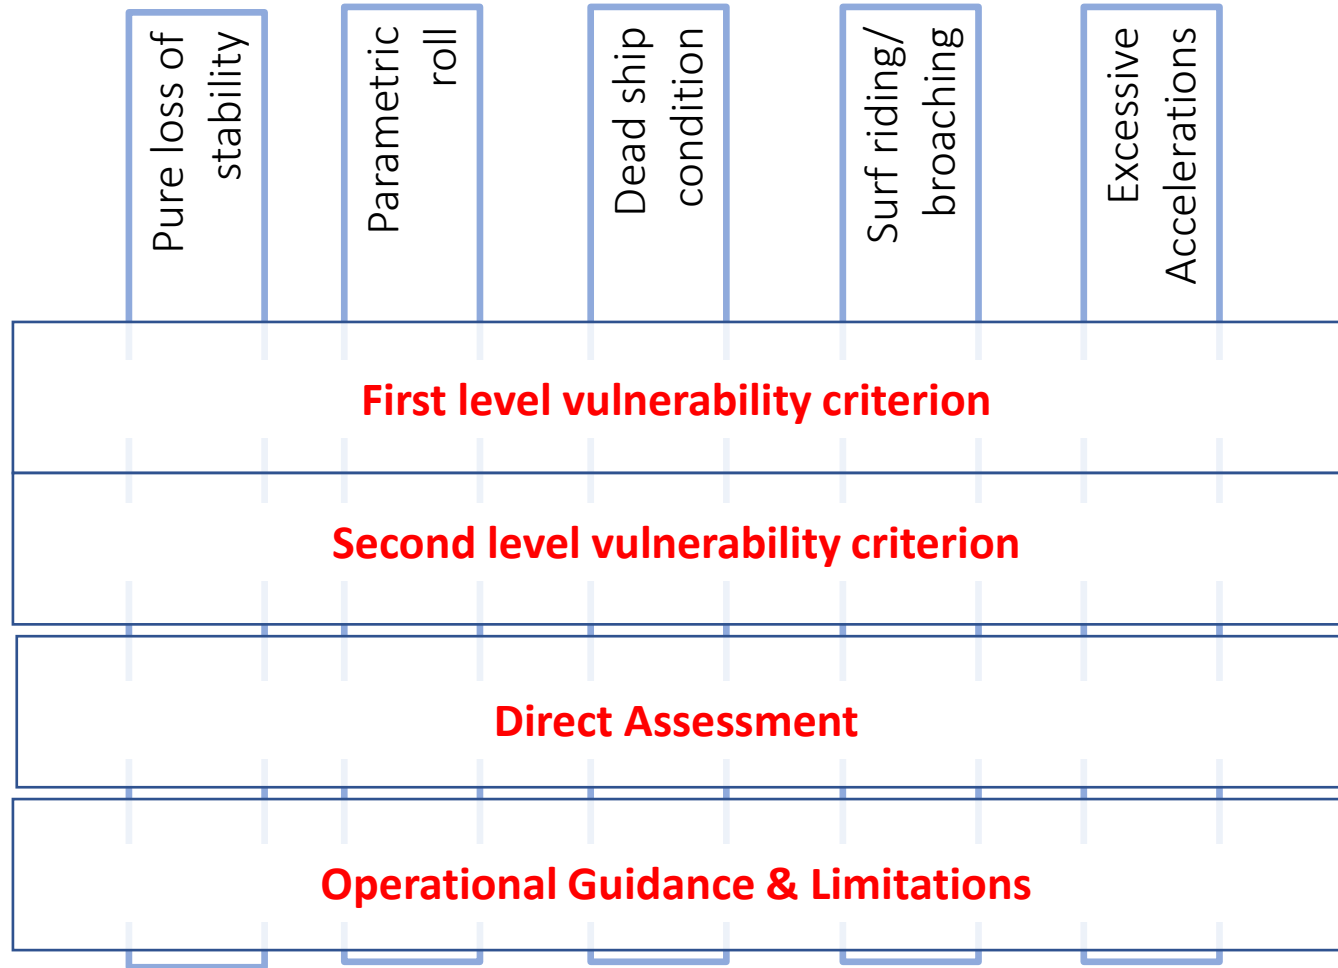 Pure loss of
stability
Parametric
roll
Dead ship
condition
Surf riding/
broaching
Excessive
Accelerations
First level vulnerability criterion
Second level vulnerability criterion
Direct Assessment
Operational Guidance & Limitations